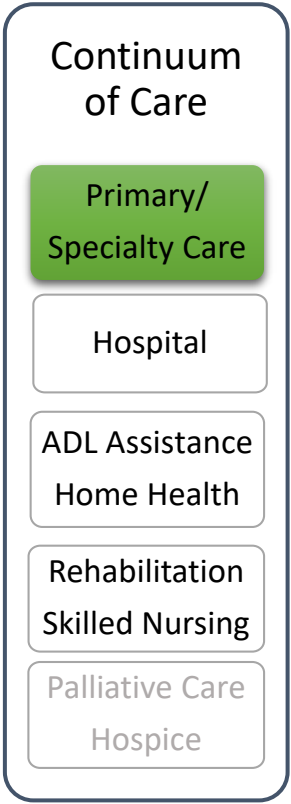 Continuum
of Care
Primary/
Specialty Care
Hospital
ADL Assistance
Home Health
Rehabilitation
Skilled Nursing
Palliative Care
Hospice